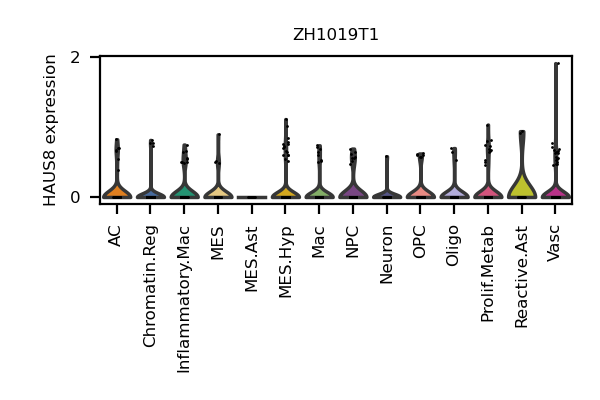 ZH1019T1
HAUS8 expression
2
0
AC
Chromatin.Reg
Inflammatory.Mac
MES
MES.Ast
MES.Hyp
Mac
NPC
Neuron
OPC
Oligo
Prolif.Metab
Reactive.Ast
Vasc